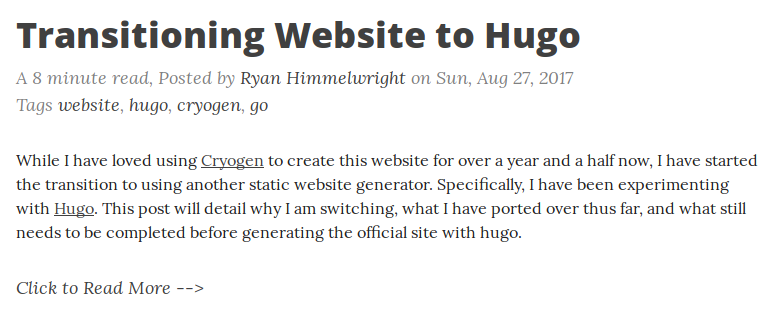 Transitioning Website to Hugo
A 8 minute read, Posted by Ryan Himmelwright on Sun, Aug 27, 2017
Tags website, hugo, cryogen, go
While I have loved using Cryogen to create this website for over a year and a half now, I have started
the transition to using another static website generator. Specifically, I have been experimenting
with Hugo. This post will detail why I am switching, what I have ported over thus far, and what still
needs to be completed before generating the official site with hugo.
Click to Read More -->